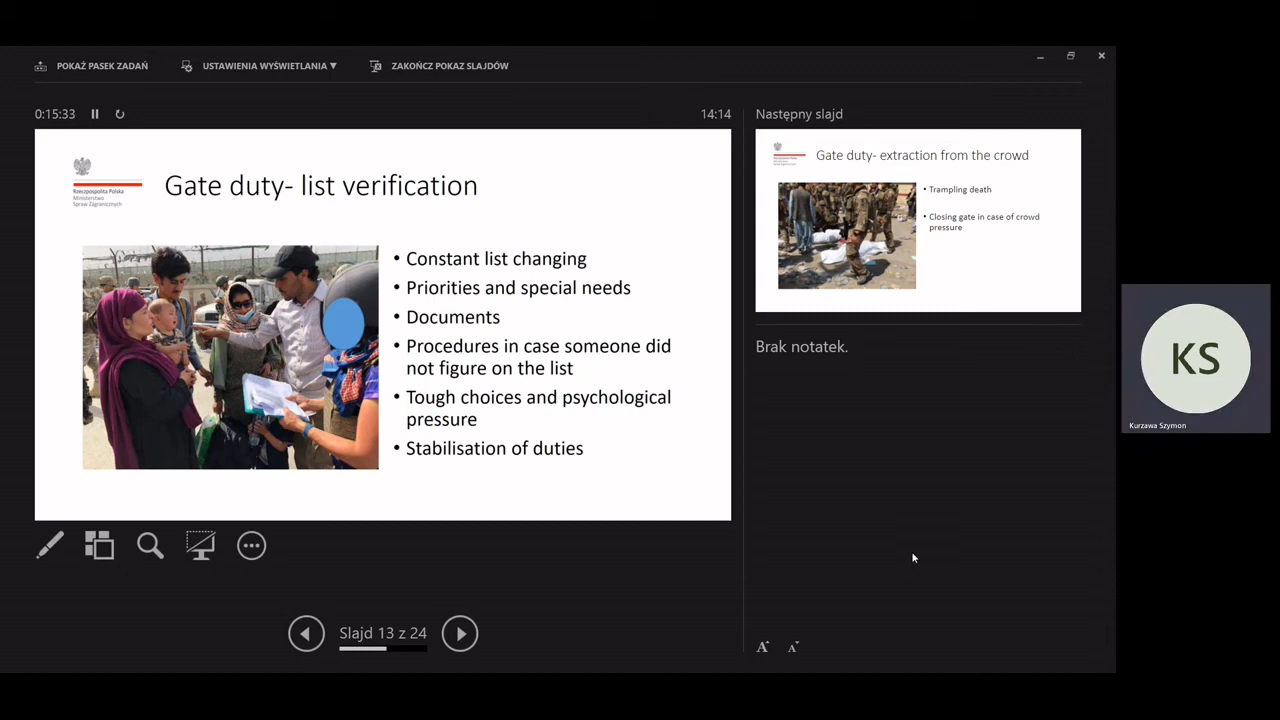 POKAŻ PASEK ZADAŃ
USTAWIENIA WYŚWIETLANIA ▼
ZAKOŃCZ POKAZ SLAJDÓW
0:15:33
14:14
Następny slajd
Rzeczpospolita Polska
Ministerstwo
Spraw Zagranicznych
Gate duty- list verification
• Constant list changing
• Priorities and special needs
• Documents
• Procedures in case someone did
not figure on the list
• Tough choices and psychological
pressure
• Stabilisation of duties
Gate duty- extraction from the crowd
• Trampling death
• Closing gate in case of crowd
pressure
Brak notatek.
KS
Kurzawa Szymon
Slajd 13 z 24
A A